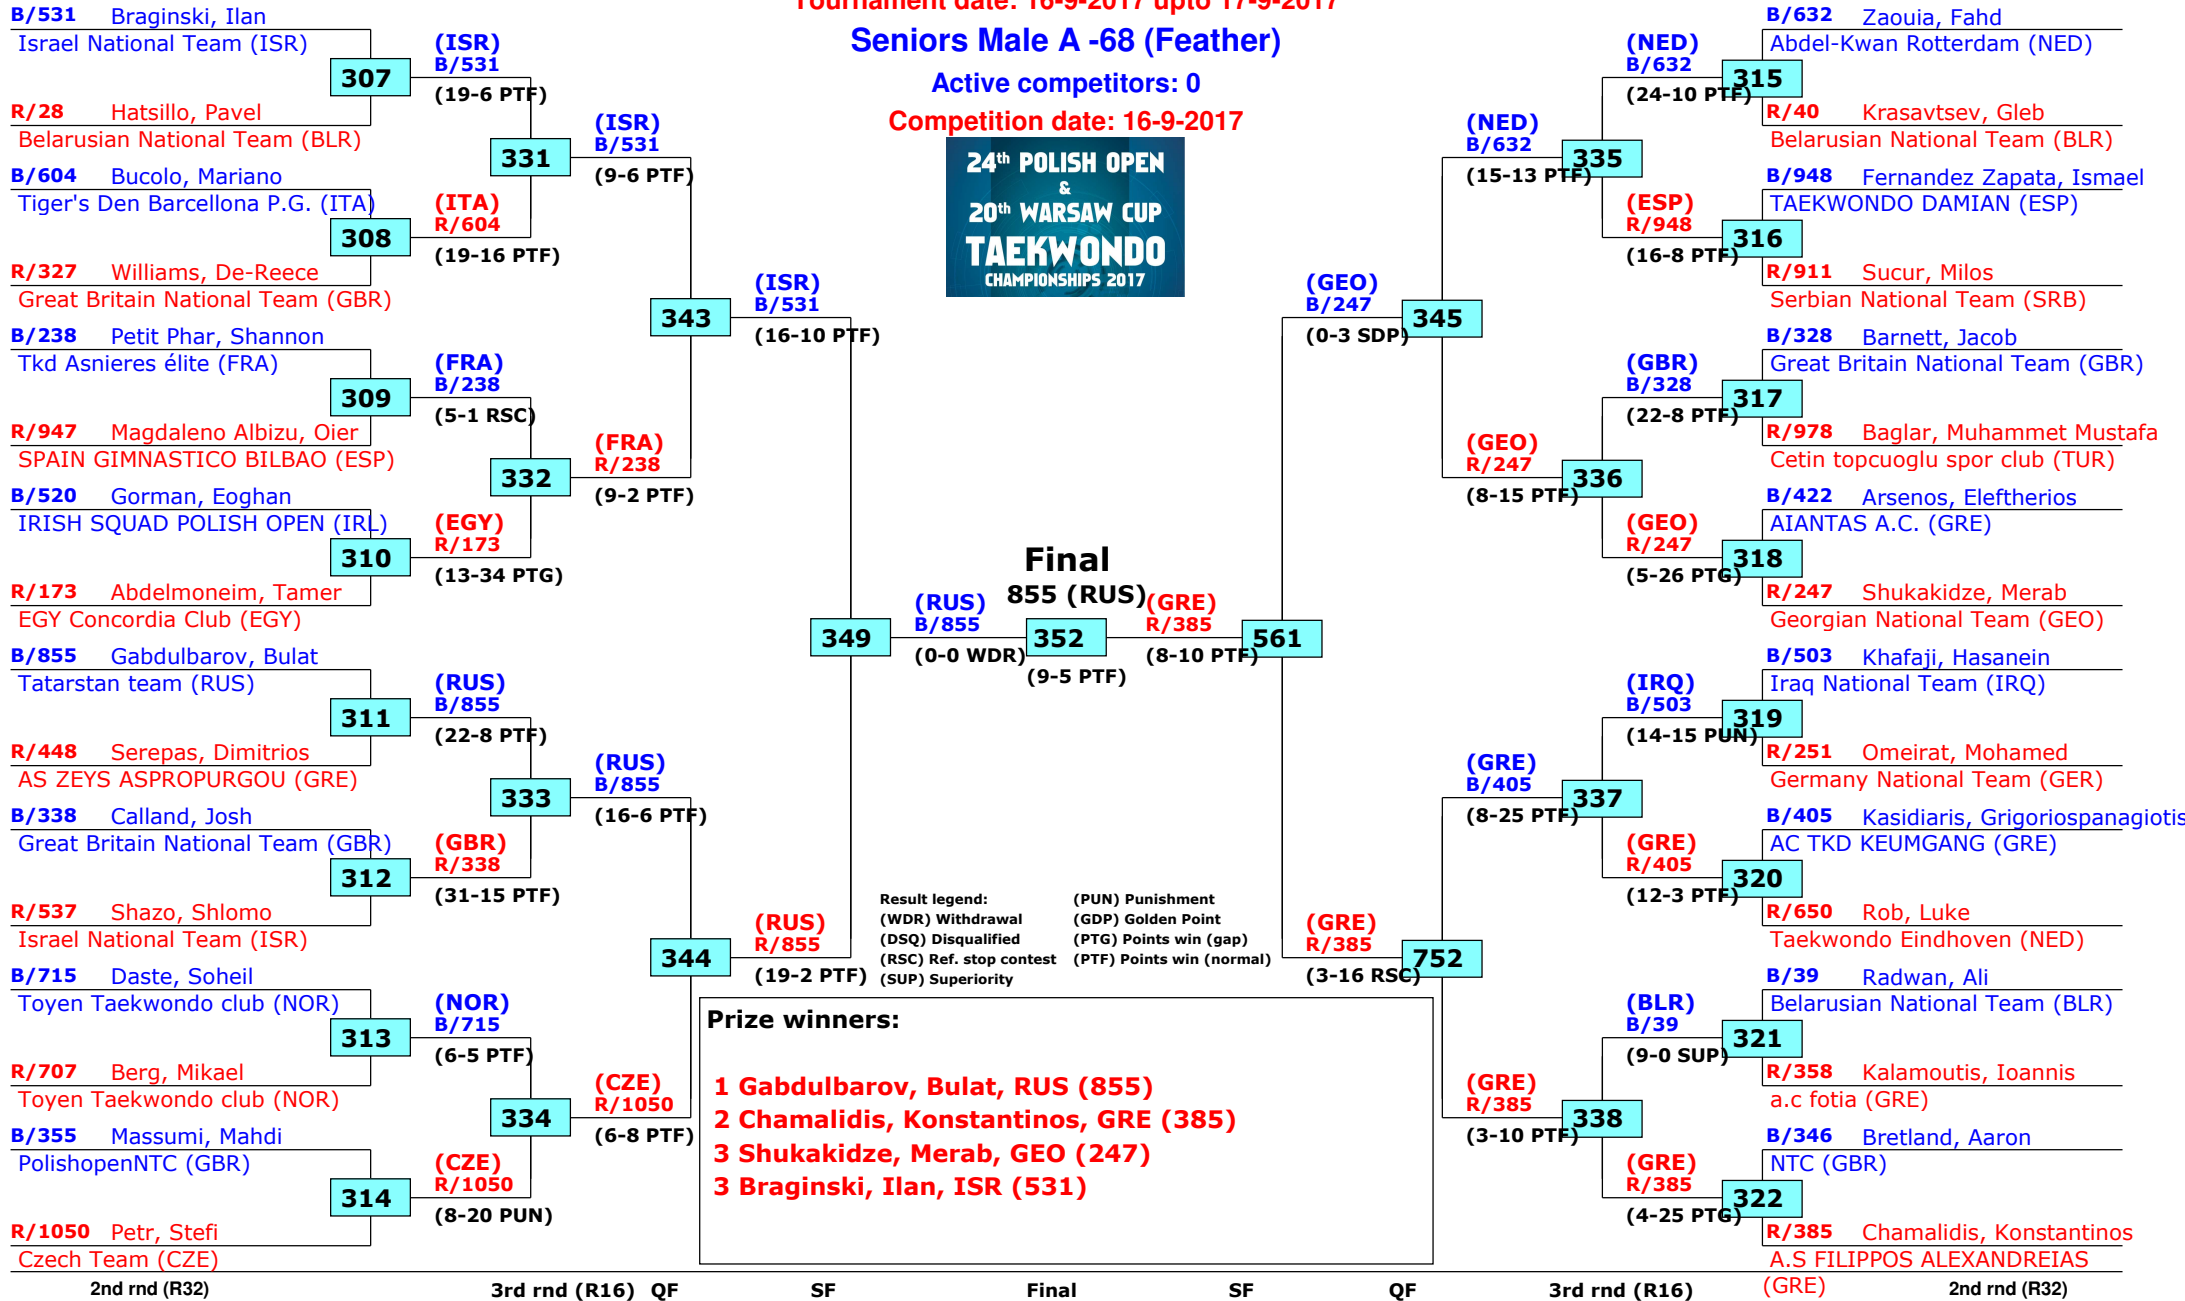 Tournament date: 16-9-2017 upto 17-9-2017
Seniors Male A -68 (Feather)
Active competitors: 0
Competition date: 16-9-2017
24th POLISH OPEN
&
20th WARSAW CUP
TAEKWONDO
CHAMPIONSHIPS 2017
B/531 Braginski, Ilan
Israel National Team (ISR)
307
R/28 Hatsillo, Pavel
Belarusian National Team (BLR)
B/604 Bucolo, Mariano
Tiger's Den Barcellona P.G. (ITA)
308
R/327 Williams, De-Reece
Great Britain National Team (GBR)
B/238 Petit Phar, Shannon
Tkd Asnieres élite (FRA)
309
R/947 Magdaleno Albizu, Oier
SPAIN GIMNASTICO BILBAO (ESP)
B/520 Gorman, Eoghan
IRISH SQUAD POLISH OPEN (IRL)
310
R/173 Abdelmoneim, Tamer
EGY Concordia Club (EGY)
B/855 Gabdulbarov, Bulat
Tatarstan team (RUS)
311
R/448 Serepas, Dimitrios
AS ZEYS ASPROPURGOU (GRE)
B/338 Calland, Josh
Great Britain National Team (GBR)
312
R/537 Shazo, Shlomo
Israel National Team (ISR)
B/715 Daste, Soheil
Toyen Taekwondo club (NOR)
313
R/707 Berg, Mikael
Toyen Taekwondo club (NOR)
B/355 Massumi, Mahdi
PolishopenNTC (GBR)
314
R/1050 Petr, Stefi
Czech Team (CZE)
(ISR)
B/531
(19-6 PTF)
331
(ITA)
R/604
(19-16 PTF)
(FRA)
B/238
(5-1 RSC)
332
(EGY)
R/173
(13-34 PTG)
(RUS)
B/855
(22-8 PTF)
333
(GBR)
R/338
(31-15 PTF)
(NOR)
B/715
(6-5 PTF)
334
(CZE)
R/1050
(8-20 PUN)
(ISR)
B/531
(9-6 PTF)
343
(FRA)
R/238
(9-2 PTF)
(RUS)
B/855
(16-6 PTF)
344
(CZE)
R/1050
(6-8 PTF)
(ISR)
B/531
(16-10 PTF)
349
(RUS)
R/855
(19-2 PTF)
(RUS)
B/855
(0-0 WDR)
Final
855 (RUS)
352
(9-5 PTF)
(GRE)
R/385
(8-10 PTF)
561
(GEO)
B/247
(0-3 SDP)
345
(GRE)
R/385
(3-16 RSC)
752
(NED)
B/632
(15-13 PTF)
335
(GEO)
R/247
(8-15 PTF)
336
(GRE)
B/405
(8-25 PTF)
337
(GRE)
R/385
(3-10 PTF)
338
(NED)
B/632
(24-10 PTF)
315
(ESP)
R/948
(16-8 PTF)
316
(GBR)
B/328
(22-8 PTF)
317
(GEO)
R/247
(5-26 PTG)
318
(IRQ)
B/503
(14-15 PUN)
319
(GRE)
R/405
(12-3 PTF)
320
(BLR)
B/39
(9-0 SUP)
321
(GRE)
R/385
(4-25 PTG)
322
B/632 Zaouia, Fahd
Abdel-Kwan Rotterdam (NED)
R/40 Krasavtsev, Gleb
Belarusian National Team (BLR)
B/948 Fernandez Zapata, Ismael
TAEKWONDO DAMIAN (ESP)
R/911 Sucur, Milos
Serbian National Team (SRB)
B/328 Barnett, Jacob
Great Britain National Team (GBR)
R/978 Baglar, Muhammet Mustafa
Cetin topcuoglu spor club (TUR)
B/422 Arsenos, Eleftherios
AIANTAS A.C. (GRE)
R/247 Shukakidze, Merab
Georgian National Team (GEO)
B/503 Khafaji, Hasanein
Iraq National Team (IRQ)
R/251 Omeirat, Mohamed
Germany National Team (GER)
B/405 Kasidiaris, Grigoriospanagiotis
AC TKD KEUMGANG (GRE)
R/650 Rob, Luke
Taekwondo Eindhoven (NED)
B/39 Radwan, Ali
Belarusian National Team (BLR)
R/358 Kalamoutis, Ioannis
a.c fotia (GRE)
B/346 Bretland, Aaron
NTC (GBR)
R/385 Chamalidis, Konstantinos
A.S FILIPPOS ALEXANDREIAS
(GRE)
Result legend:
(WDR) Withdrawal
(DSQ) Disqualified
(RSC) Ref. stop contest
(SUP) Superiority
(PUN) Punishment
(GDP) Golden Point
(PTG) Points win (gap)
(PTF) Points win (normal)
Prize winners:
1 Gabdulbarov, Bulat, RUS (855)
2 Chamalidis, Konstantinos, GRE (385)
3 Shukakidze, Merab, GEO (247)
3 Braginski, Ilan, ISR (531)
2nd rnd (R32) 3rd rnd (R16) QF SF Final SF QF 3rd rnd (R16) 2nd rnd (R32)